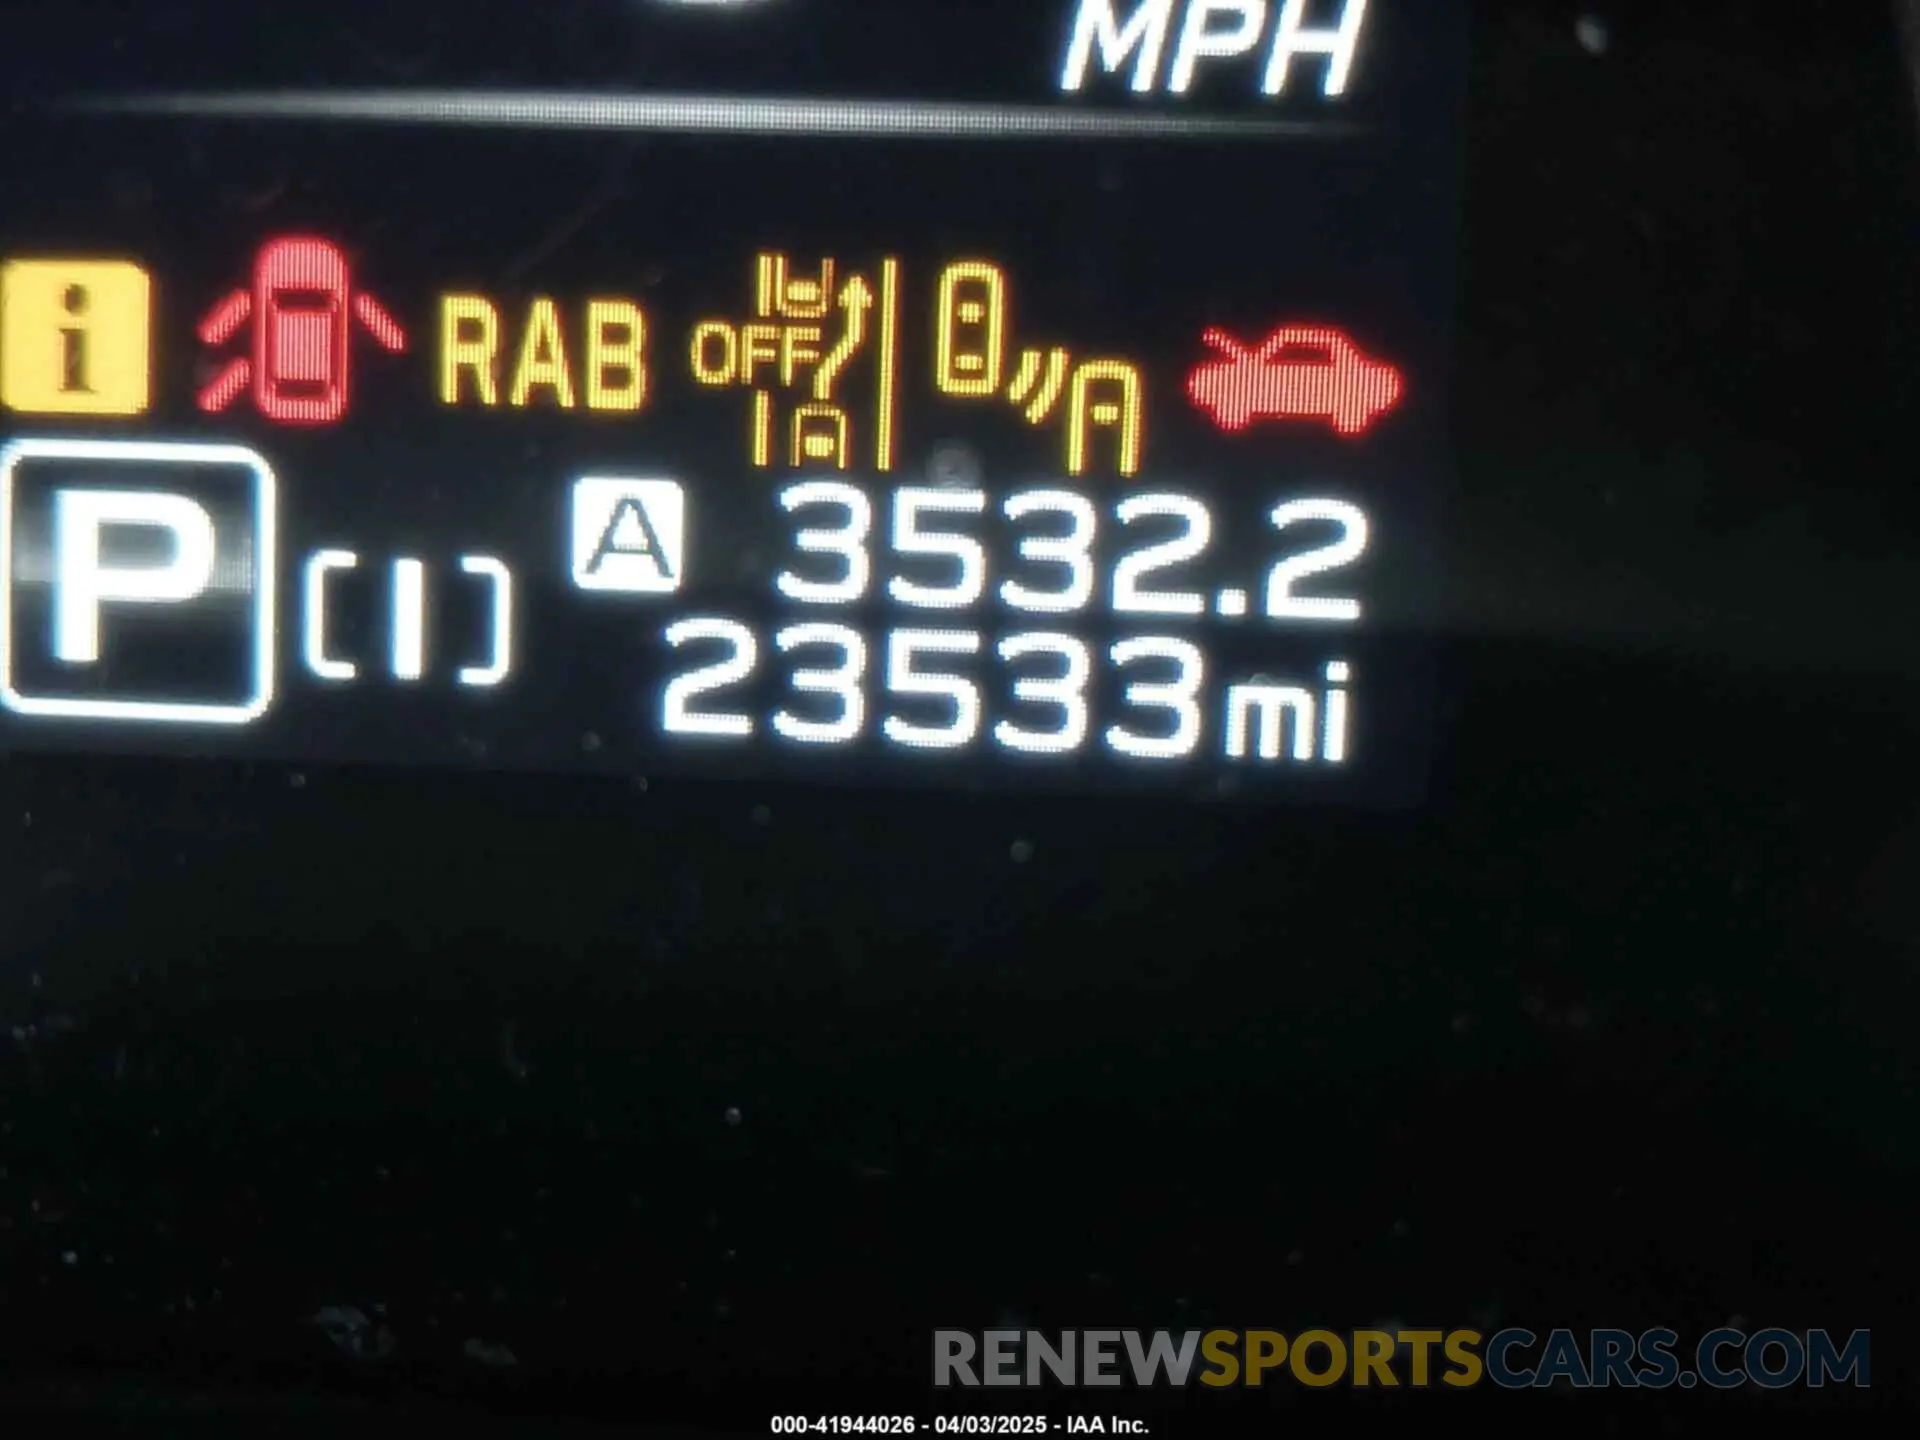 MPH
i RAB OFF
P [I] A 3532.2
23533mi
RENEWSPORTSCARS.COM
000-41944026 - 04/03/2025 - IAA Inc.